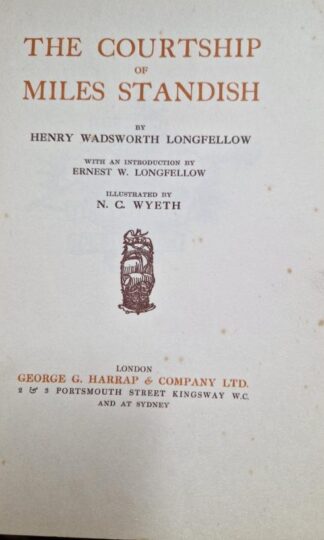 THE COURTSHIP
OF
MILES STANDISH
BY
HENRY WADSWORTH LONGFELLOW
WITH AN INTRODUCTION BY
ERNEST W. LONGFELLOW
ILLUSTRATED BY
N. C. WYETH
LONDON
GEORGE G. HARRAP & COMPANY LTD.
2 & 3 PORTSMOUTH STREET KINGSWAY W.C.
AND AT SYDNEY